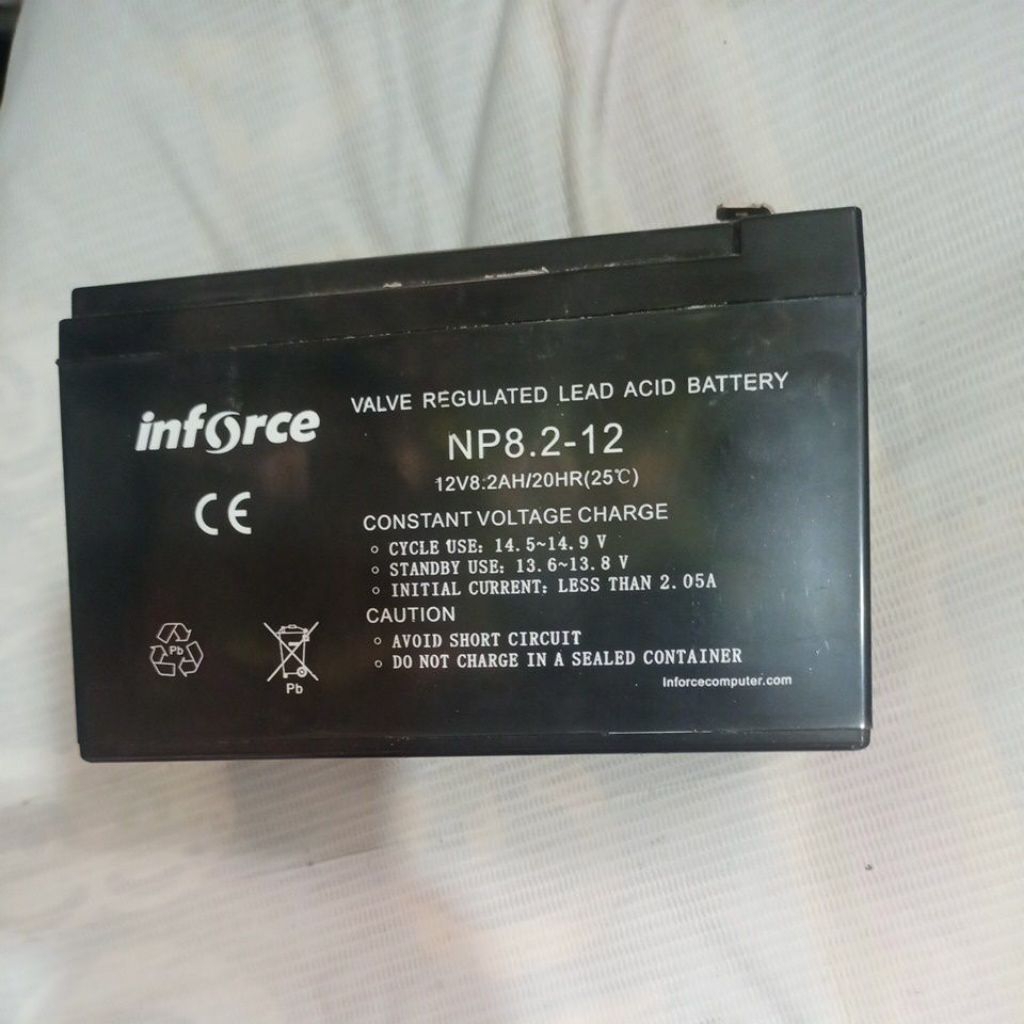 inforce
VALVE REGULATED LEAD ACID BATTERY
NP8.2-12
12V8.2AH/20HR(25℃)
CE
CONSTANT VOLTAGE CHARGE
◦ CYCLE USE: 14.5~14.9 V
◦ STANDBY USE: 13.6~13.8 V
◦ INITIAL CURRENT: LESS THAN 2.05A
CAUTION
◦ AVOID SHORT CIRCUIT
◦ DO NOT CHARGE IN A SEALED CONTAINER
Pb
Pb
Inforcecomputer.com